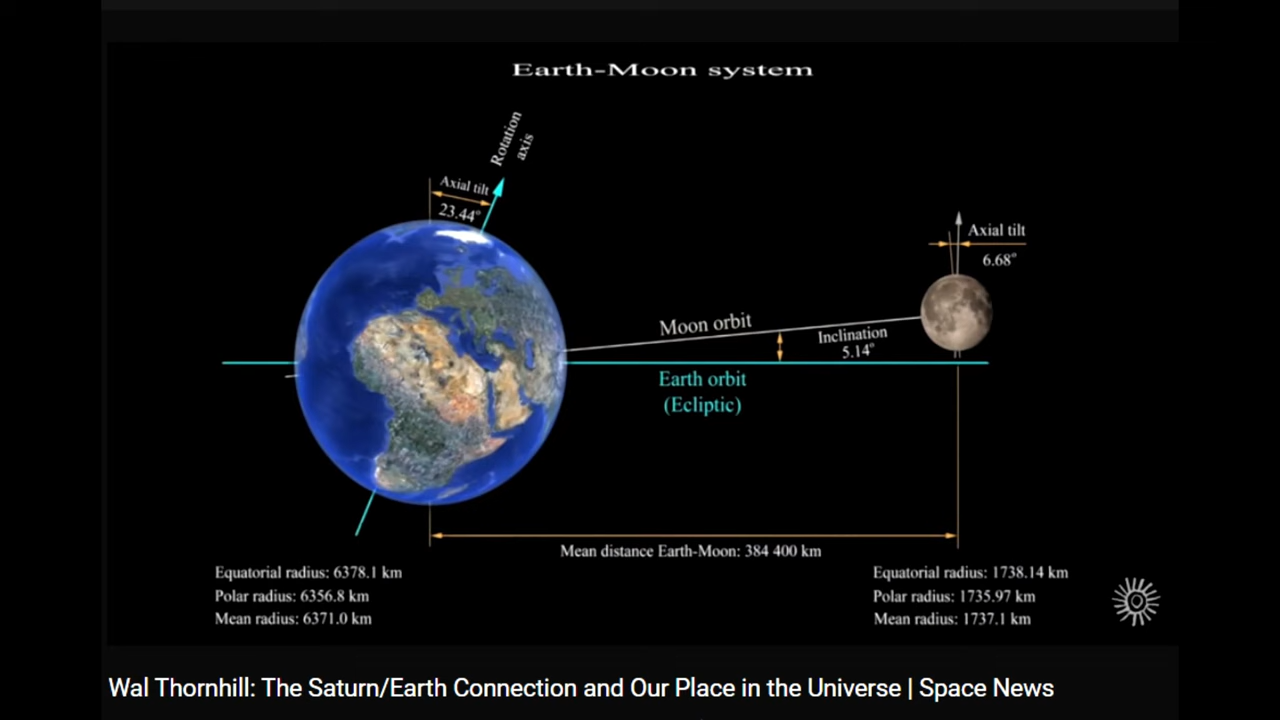 Earth-Moon system
Rotation
axis
Axial tilt
23.44°
Axial tilt
6.68°
Moon orbit
Inclination
5.14°
Earth orbit
(Ecliptic)
Mean distance Earth-Moon: 384 400 km
Equatorial radius: 6378.1 km
Polar radius: 6356.8 km
Mean radius: 6371.0 km
Equatorial radius: 1738.14 km
Polar radius: 1735.97 km
Mean radius: 1737.1 km
Wal Thornhill: The Saturn/Earth Connection and Our Place in the Universe | Space News